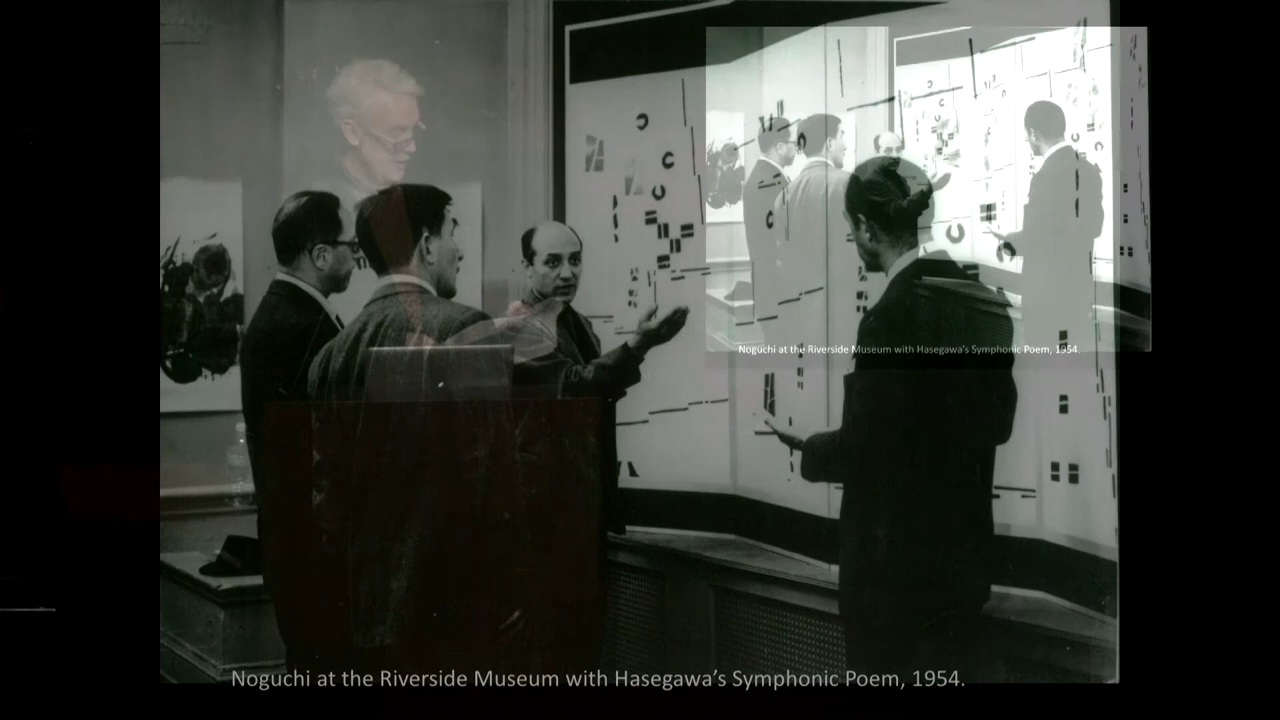 Noguchi at the Riverside Museum with Hasegawa's Symphonic Poem, 1954.
Noguchi at the Riverside Museum with Hasegawa’s Symphonic Poem, 1954.